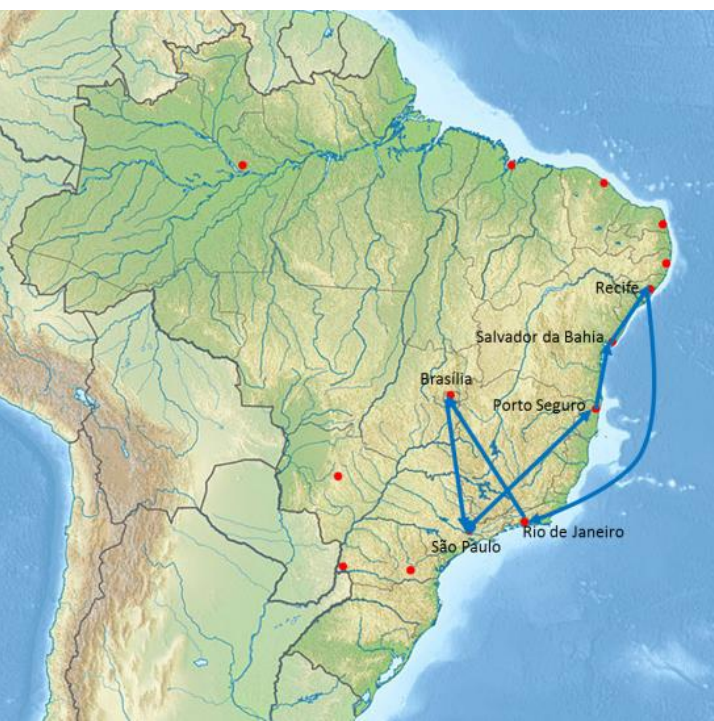 Recife
Salvador da Bahia
Brasília
Porto Seguro
Rio de Janeiro
São Paulo